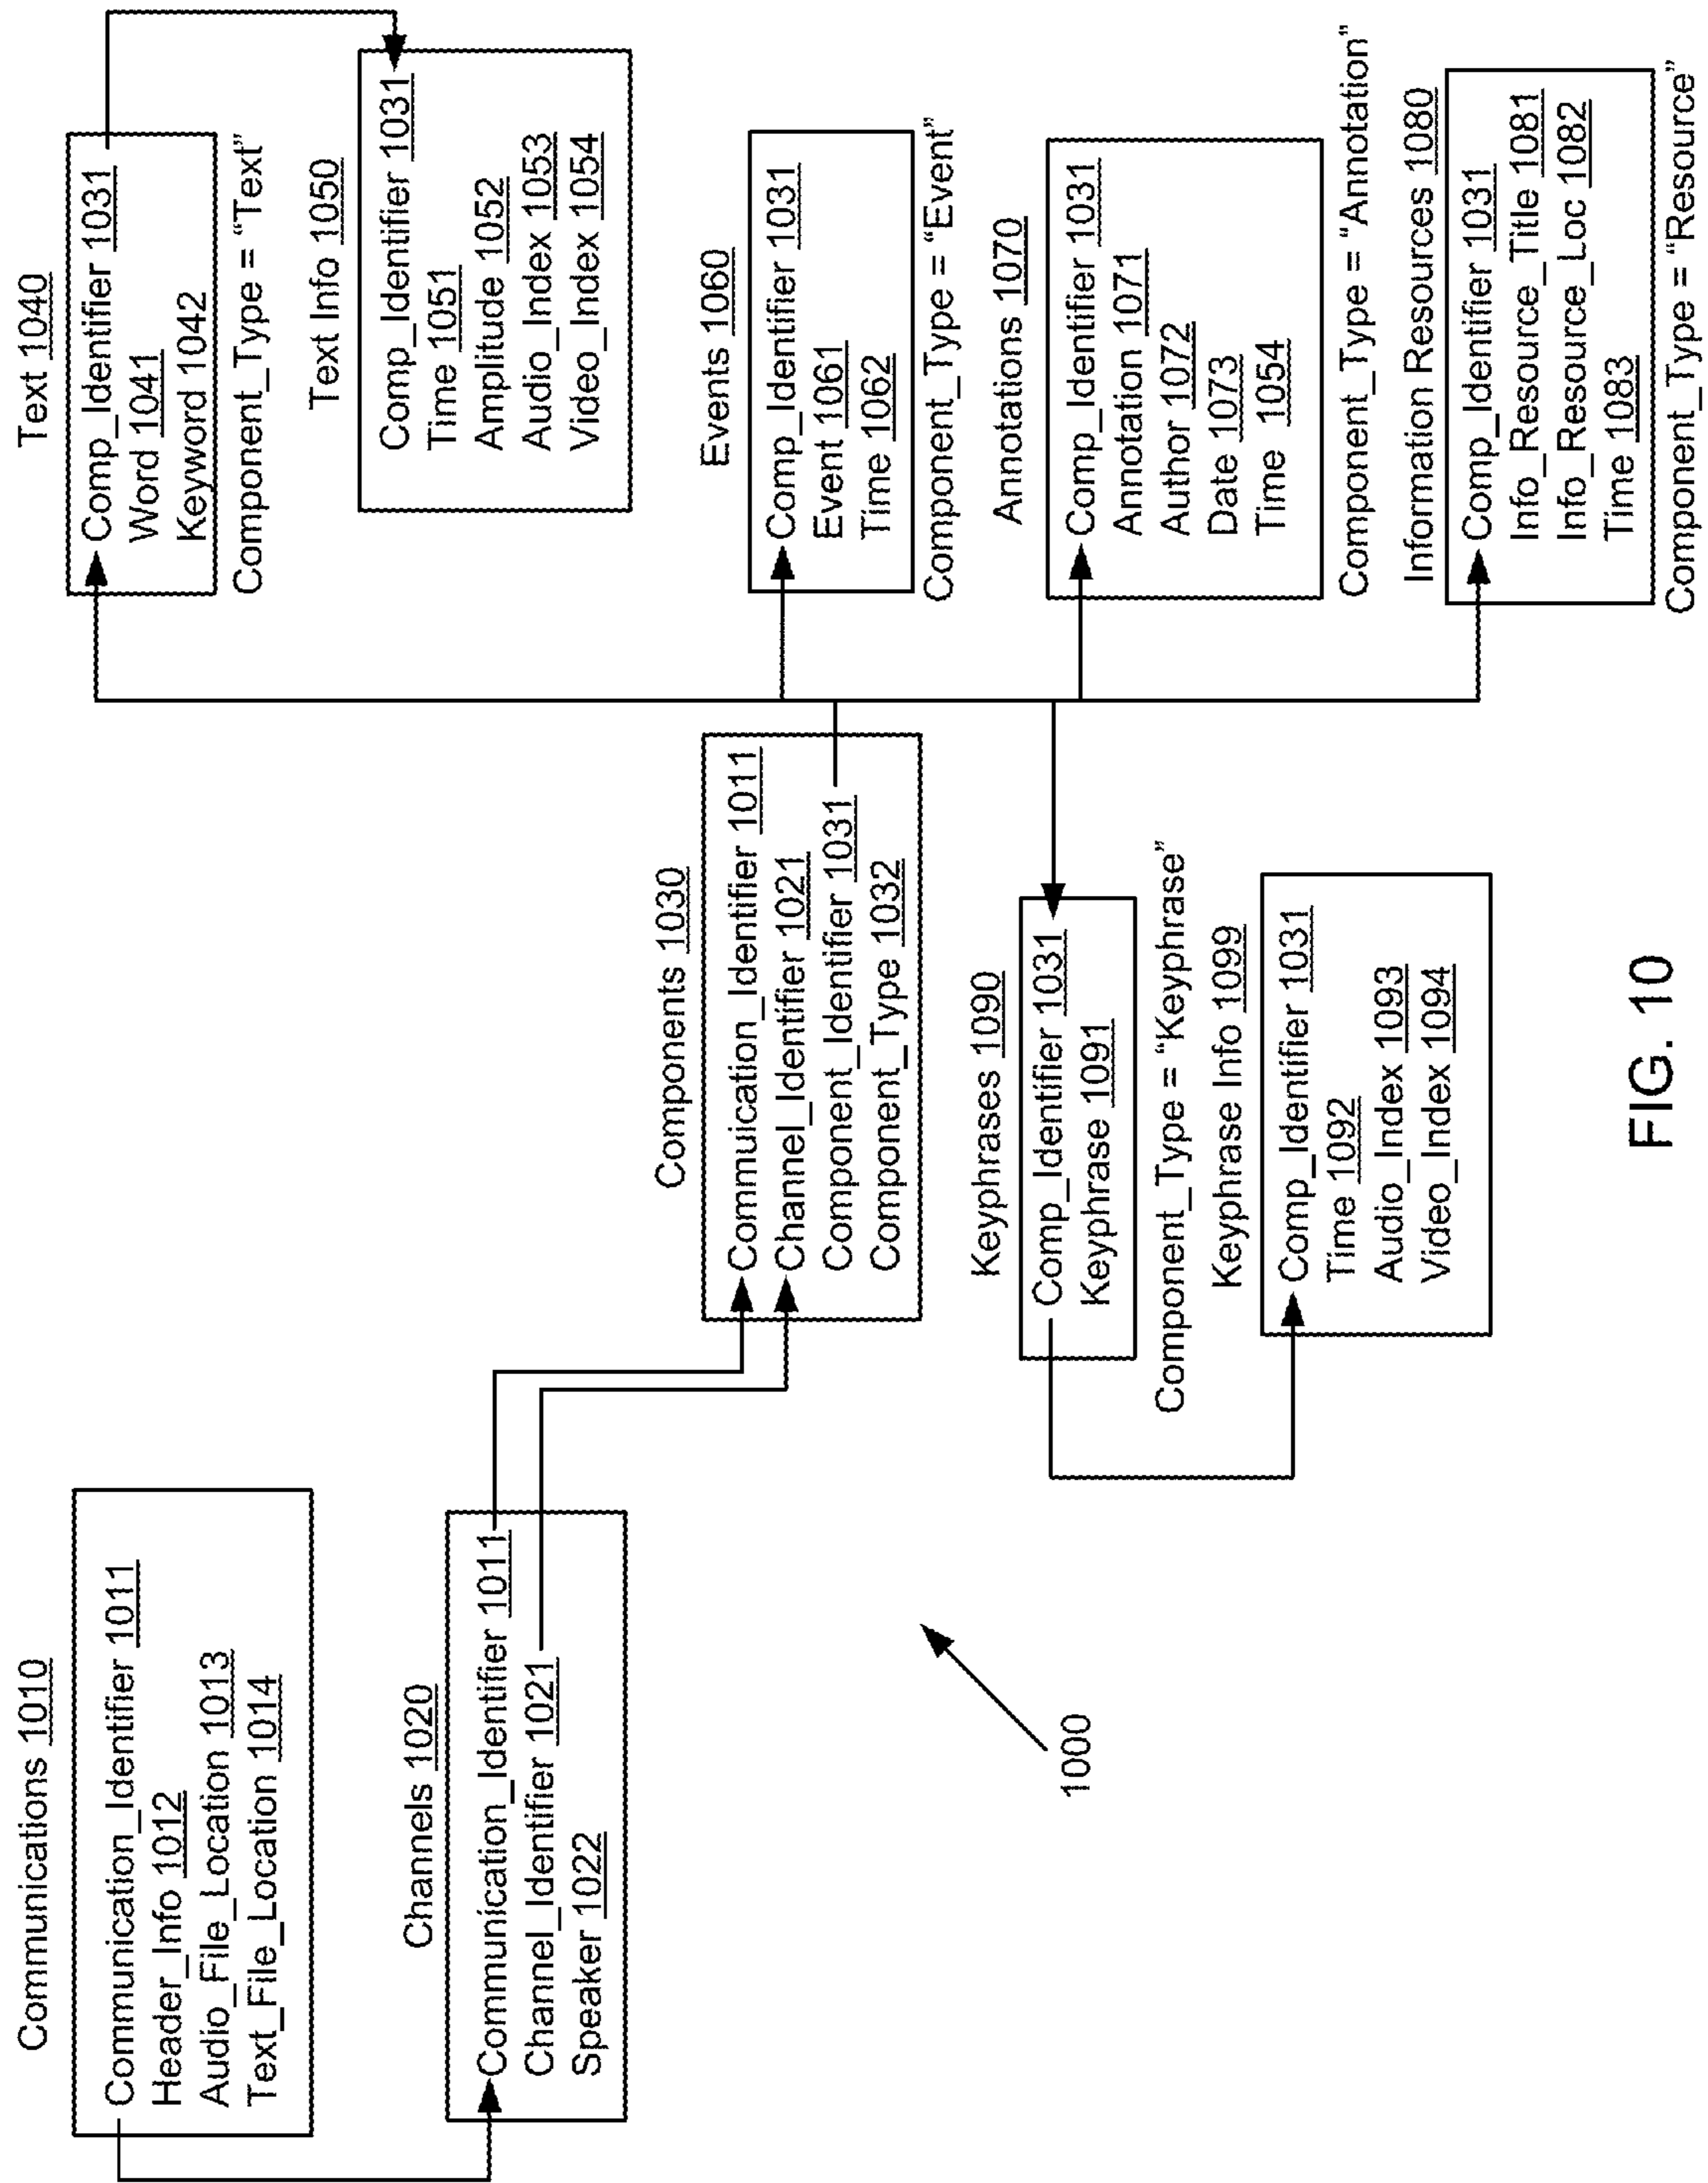 Communications 1010
Communication_Identifier 1011
Header_Info 1012
Audio_File_Location 1013
Text_File_Location 1014
Channels 1020
Communication_Identifier 1011
Channel_Identifier 1021
Speaker 1022
1000
Components 1030
Commuication_Identifier 1011
Channel_Identifier 1021
Component_Identifier 1031
Component_Type 1032
Keyphrases 1090
Comp_Identifier 1031
Keyphrase 1091
Component_Type = “Keyphrase”
Keyphrase Info 1099
Comp_Identifier 1031
Time 1092
Audio_Index 1093
Video_Index 1094
Text 1040
Comp_Identifier 1031
Word 1041
Keyword 1042
Component_Type = “Text”
Text Info 1050
Comp_Identifier 1031
Time 1051
Amplitude 1052
Audio_Index 1053
Video_Index 1054
Events 1060
Comp_Identifier 1031
Event 1061
Time 1062
Component_Type = “Event”
Annotations 1070
Comp_Identifier 1031
Annotation 1071
Author 1072
Date 1073
Time 1054
Component_Type = “Annotation”
Information Resources 1080
Comp_Identifier 1031
Info_Resource_Title 1081
Info_Resource_Loc 1082
Time 1083
Component_Type = “Resource”
FIG. 10